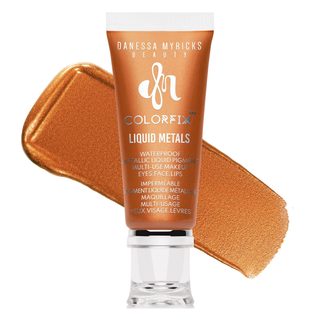 DANESSA MYRICKS
BEAUTY
COLORFIX
LIQUID METALS
WATERPROOF
METALLIC LIQUID PIGMENT
MULTI-USE MAKEUP
EYES.FACE.LIPS
IMPERMÉABLE
PIGMENT LIQUIDE MÉTALLIQUE
MAQUILLAGE
MULTI-USAGE
YEUX.VISAGE.LÈVRES